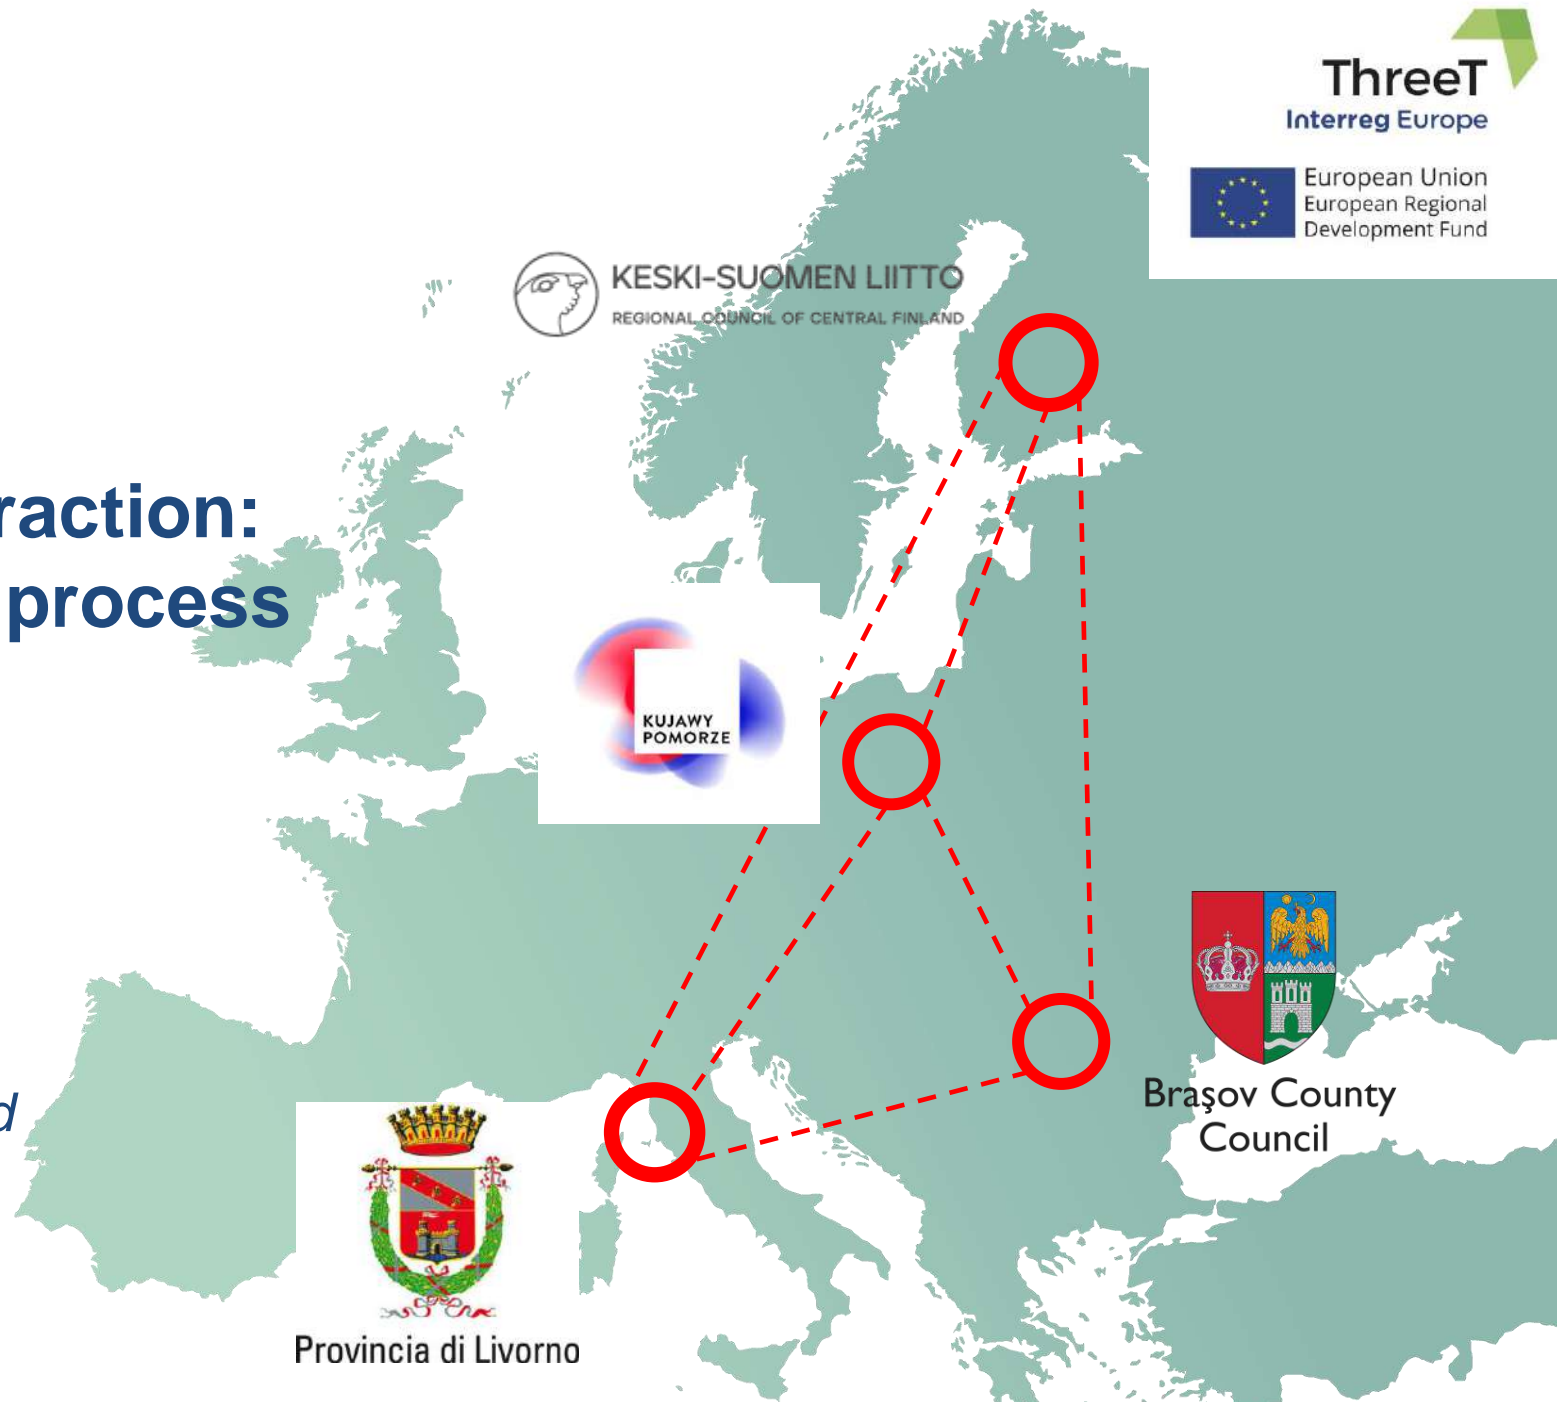 ThreeT
Interreg Europe
European Union
European Regional
Development Fund
KESKI-SUOMEN LIITTO
REGIONAL COUNCIL OF CENTRAL FINLAND
raction:
process
KUJAWY
POMORZE
Braşov County
Council
d
Provincia di Livorno